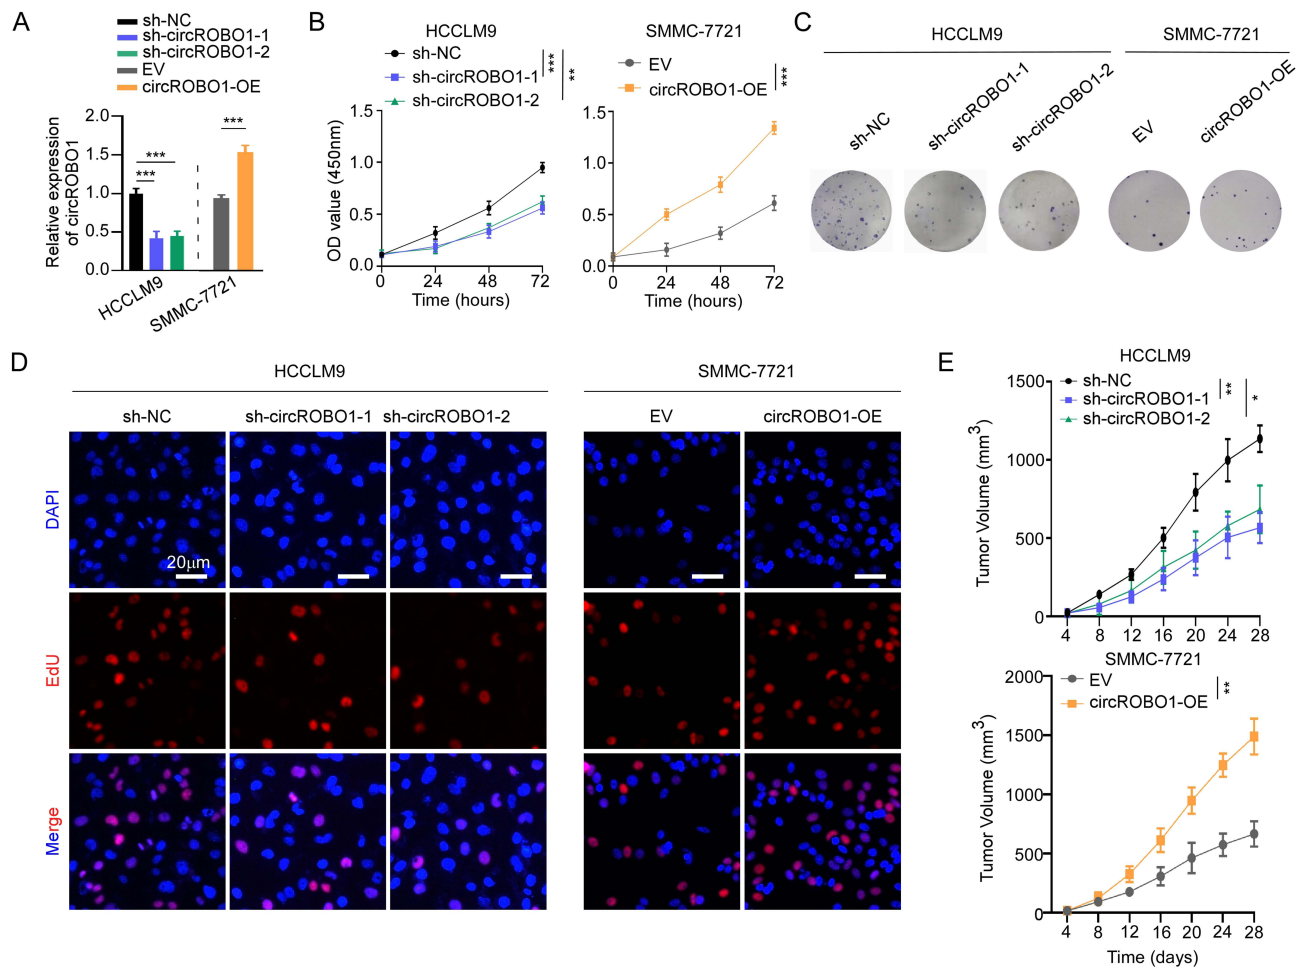 A
sh-NC
sh-circROBO1-1
sh-circROBO1-2
EV
circROBO1-OE
Relative expression
of circROBO1
2.0
1.5
1.0
0.5
0.0
***
***
***
HCCLM9
SMMC-7721
B
HCCLM9
sh-NC
sh-circROBO1-1
sh-circROBO1-2
***
**
OD value (450nm)
1.5
1.0
0.5
0.0
0 24 48 72
Time (hours)
SMMC-7721
EV
circROBO1-OE
***
1.5
1.0
0.5
0.0
0 24 48 72
Time (hours)
C
HCCLM9 SMMC-7721
sh-NC
sh-circROBO1-1
sh-circROBO1-2
EV
circROBO1-OE
D
HCCLM9 SMMC-7721
sh-NC sh-circROBO1-1 sh-circROBO1-2 EV circROBO1-OE
DAPI
20μm
EdU
Merge
E
HCCLM9
sh-NC
sh-circROBO1-1
sh-circROBO1-2
**
*
Tumor Volume (mm3)
1500
1000
500
0
4 8 12 16 20 24 28
SMMC-7721
EV
circROBO1-OE
**
Tumor Volume (mm3)
2000
1500
1000
500
0
4 8 12 16 20 24 28
Time (days)